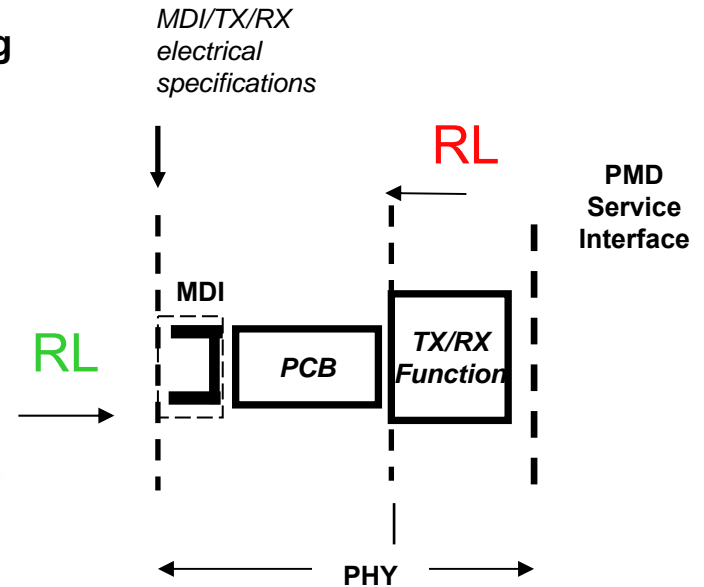 g
MDI/TX/RX
electrical
specifications
RL
PMD
Service
Interface
MDI
RL
PCB
TX/RX
Function
PHY